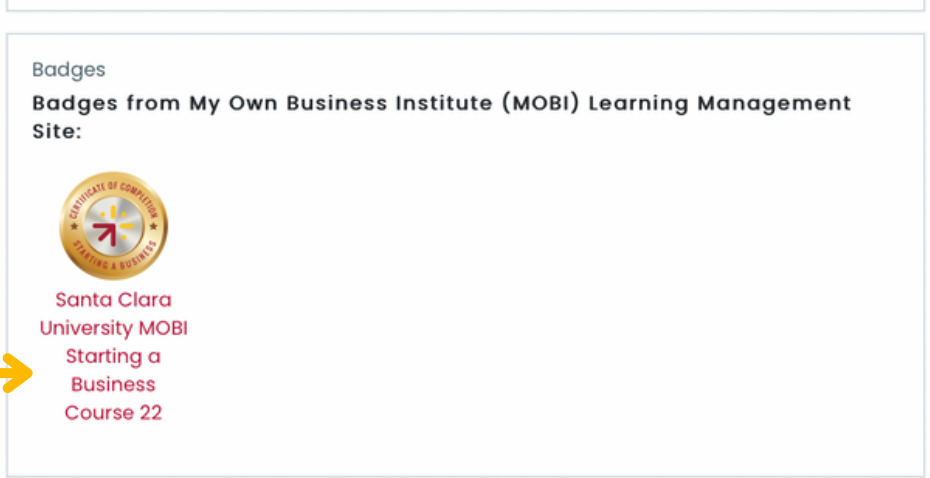 Badges
Badges from My Own Business Institute (MOBI) Learning Management
Site:
CERTIFICATE OF COMPLETION
STARTING A BUSINESS
Santa Clara
University MOBI
Starting a
Business
Course 22